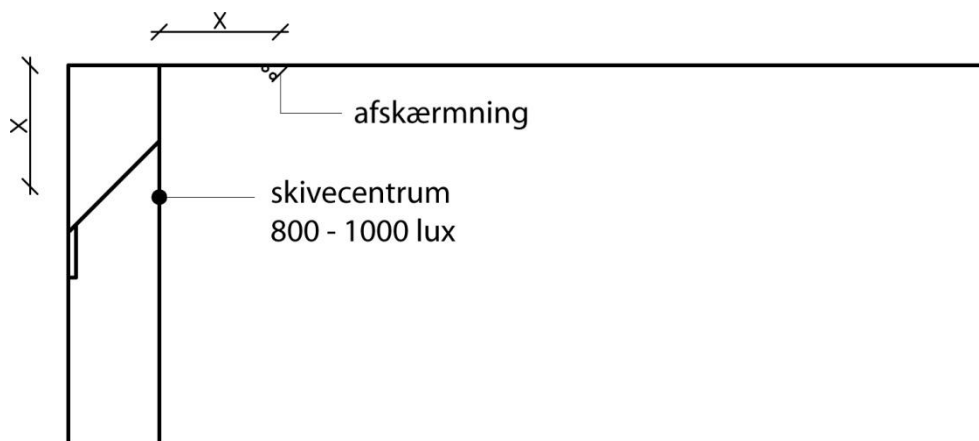 X
X
afskærmning
skivecentrum
800 - 1000 lux